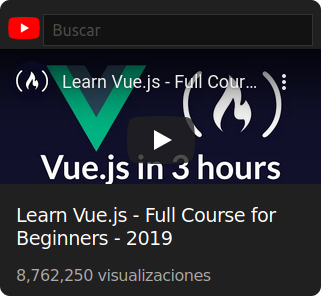 Buscar
Learn Vue.js - Full Cour...
Vue.js in 3 hours
Learn Vue.js - Full Course for
Beginners - 2019
8,762,250 visualizaciones